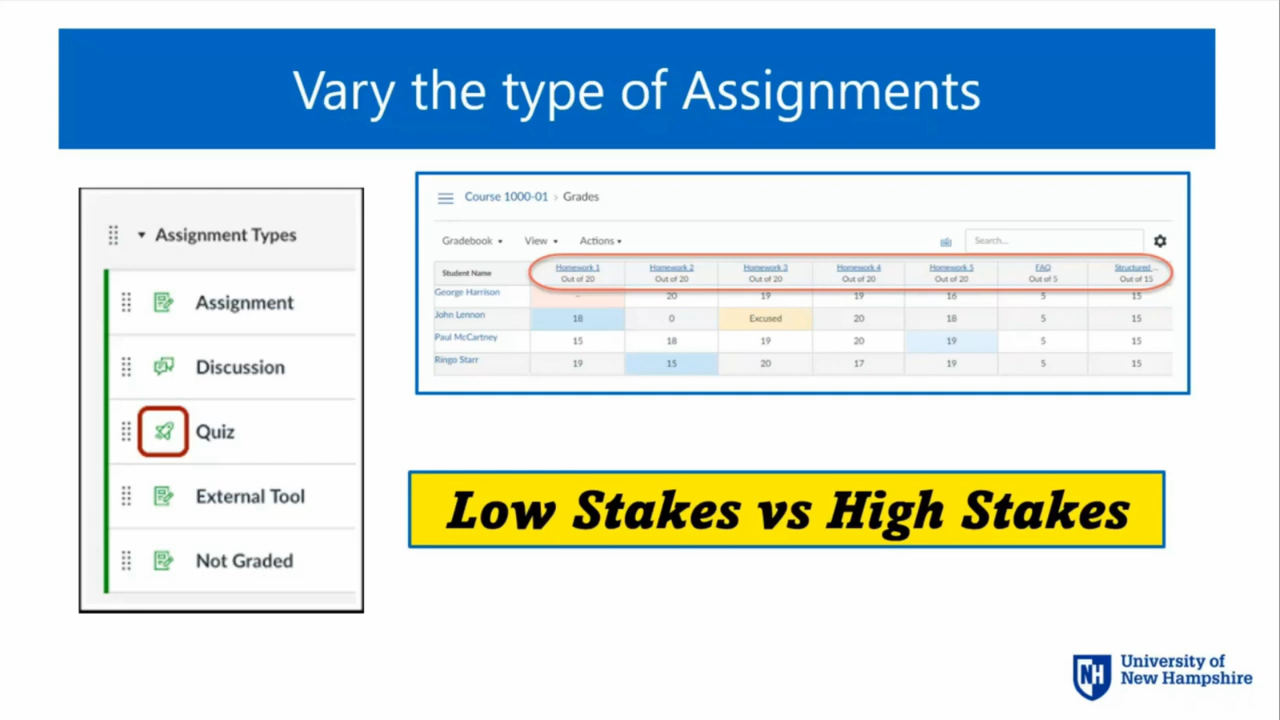 Vary the type of Assignments
Assignment Types
Assignment
Discussion
Quiz
External Tool
Not Graded
Course 1000-01 > Grades
Gradebook View Actions Search...
Student Name Homework 1 Homework 2 Homework 3 Homework 4 Homework 5 FAQ Structured ...
Out of 20 Out of 20 Out of 20 Out of 20 Out of 20 Out of 5 Out of 15
George Harrison - 20 19 19 16 5 15
John Lennon 18 0 Excused 20 18 5 15
Paul McCartney 15 18 19 20 19 5 15
Ringo Starr 19 15 20 17 19 5 15
Low Stakes vs High Stakes
NH
University of
New Hampshire